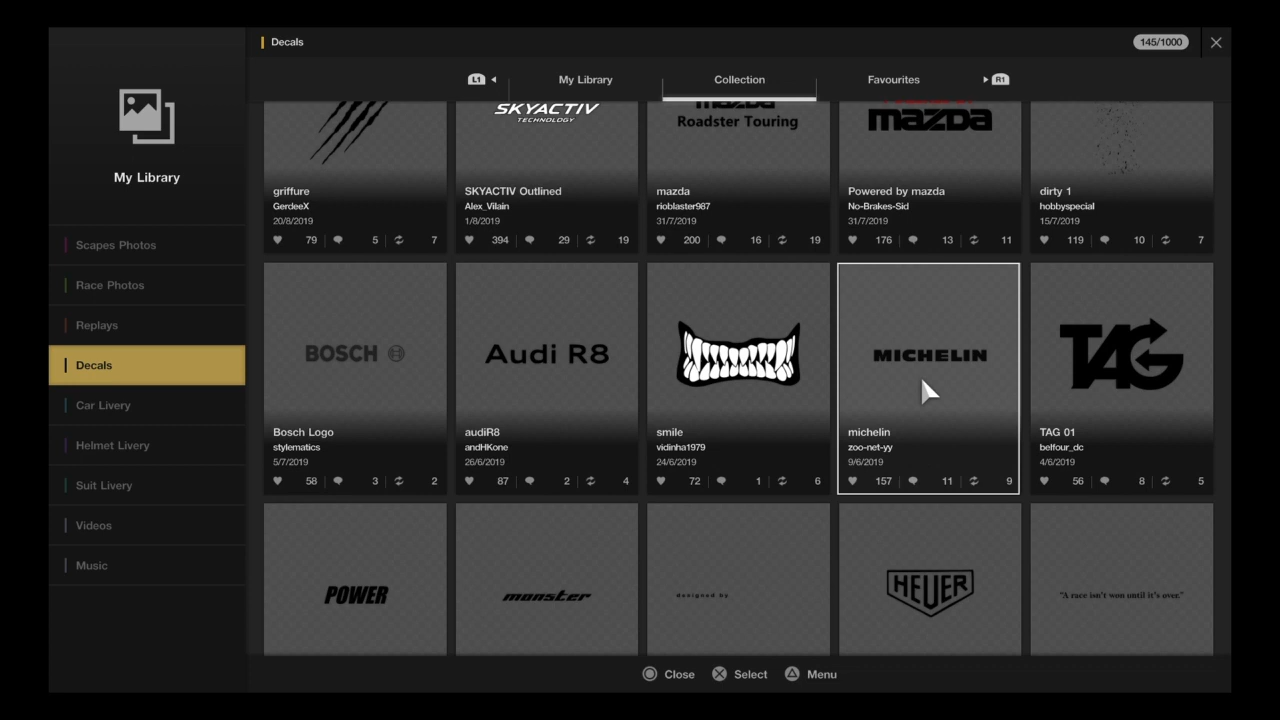 Decals
145/1000
L1
My Library
Collection
Favourites
R1
My Library
Scapes Photos
Race Photos
Replays
Decals
Car Livery
Helmet Livery
Suit Livery
Videos
Music
SKYACTIV
TECHNOLOGY
mazda
Roadster Touring
mazda
griffure
GerdeeX
20/8/2019
79 5 7
SKYACTIV Outlined
Alex_Vilain
1/8/2019
394 29 19
mazda
rioblaster987
31/7/2019
200 16 19
Powered by mazda
No-Brakes-Sid
31/7/2019
176 13 11
dirty 1
hobbyspecial
15/7/2019
119 10 7
BOSCH
Bosch Logo
stylematics
5/7/2019
58 3 2
Audi R8
audiR8
andHKone
26/6/2019
87 2 4
smile
vidinha1979
24/6/2019
72 1 6
MICHELIN
michelin
zoo-net-yy
9/6/2019
157 11 9
TAG
TAG 01
belfour_dc
4/6/2019
56 8 5
POWER
monster
designed by
HEUER
"A race isn't won until it's over."
Close
Select
Menu